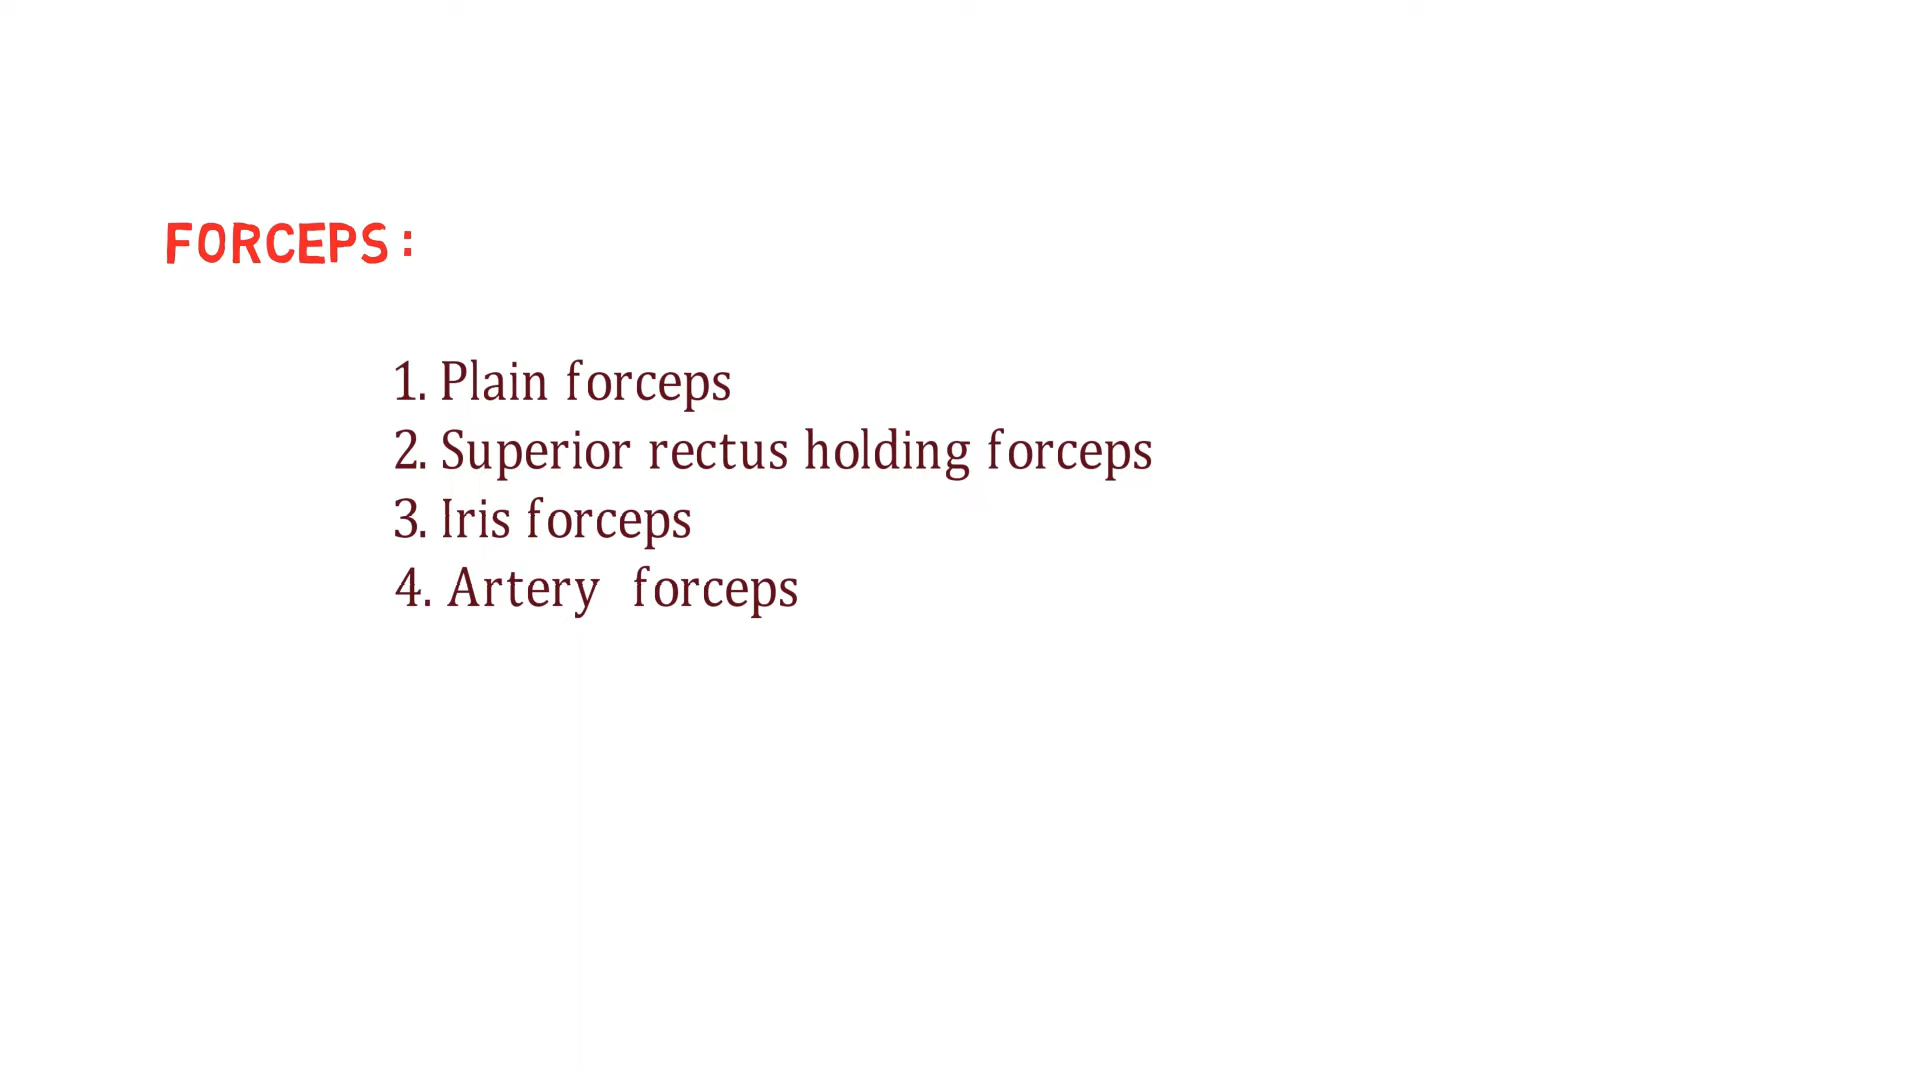 FORCEPS:
1. Plain forceps
2. Superior rectus holding forceps
3. Iris forceps
4. Artery forceps